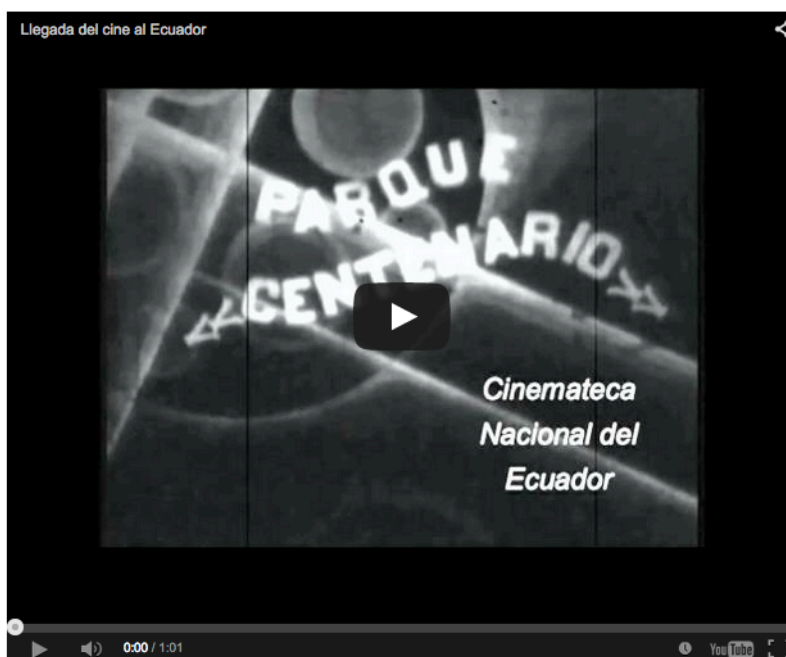 Llegada del cine al Ecuador
PARQUE
CENTENARIO
Cinemateca
Nacional del
Ecuador
0:00 / 1:01
YouTube